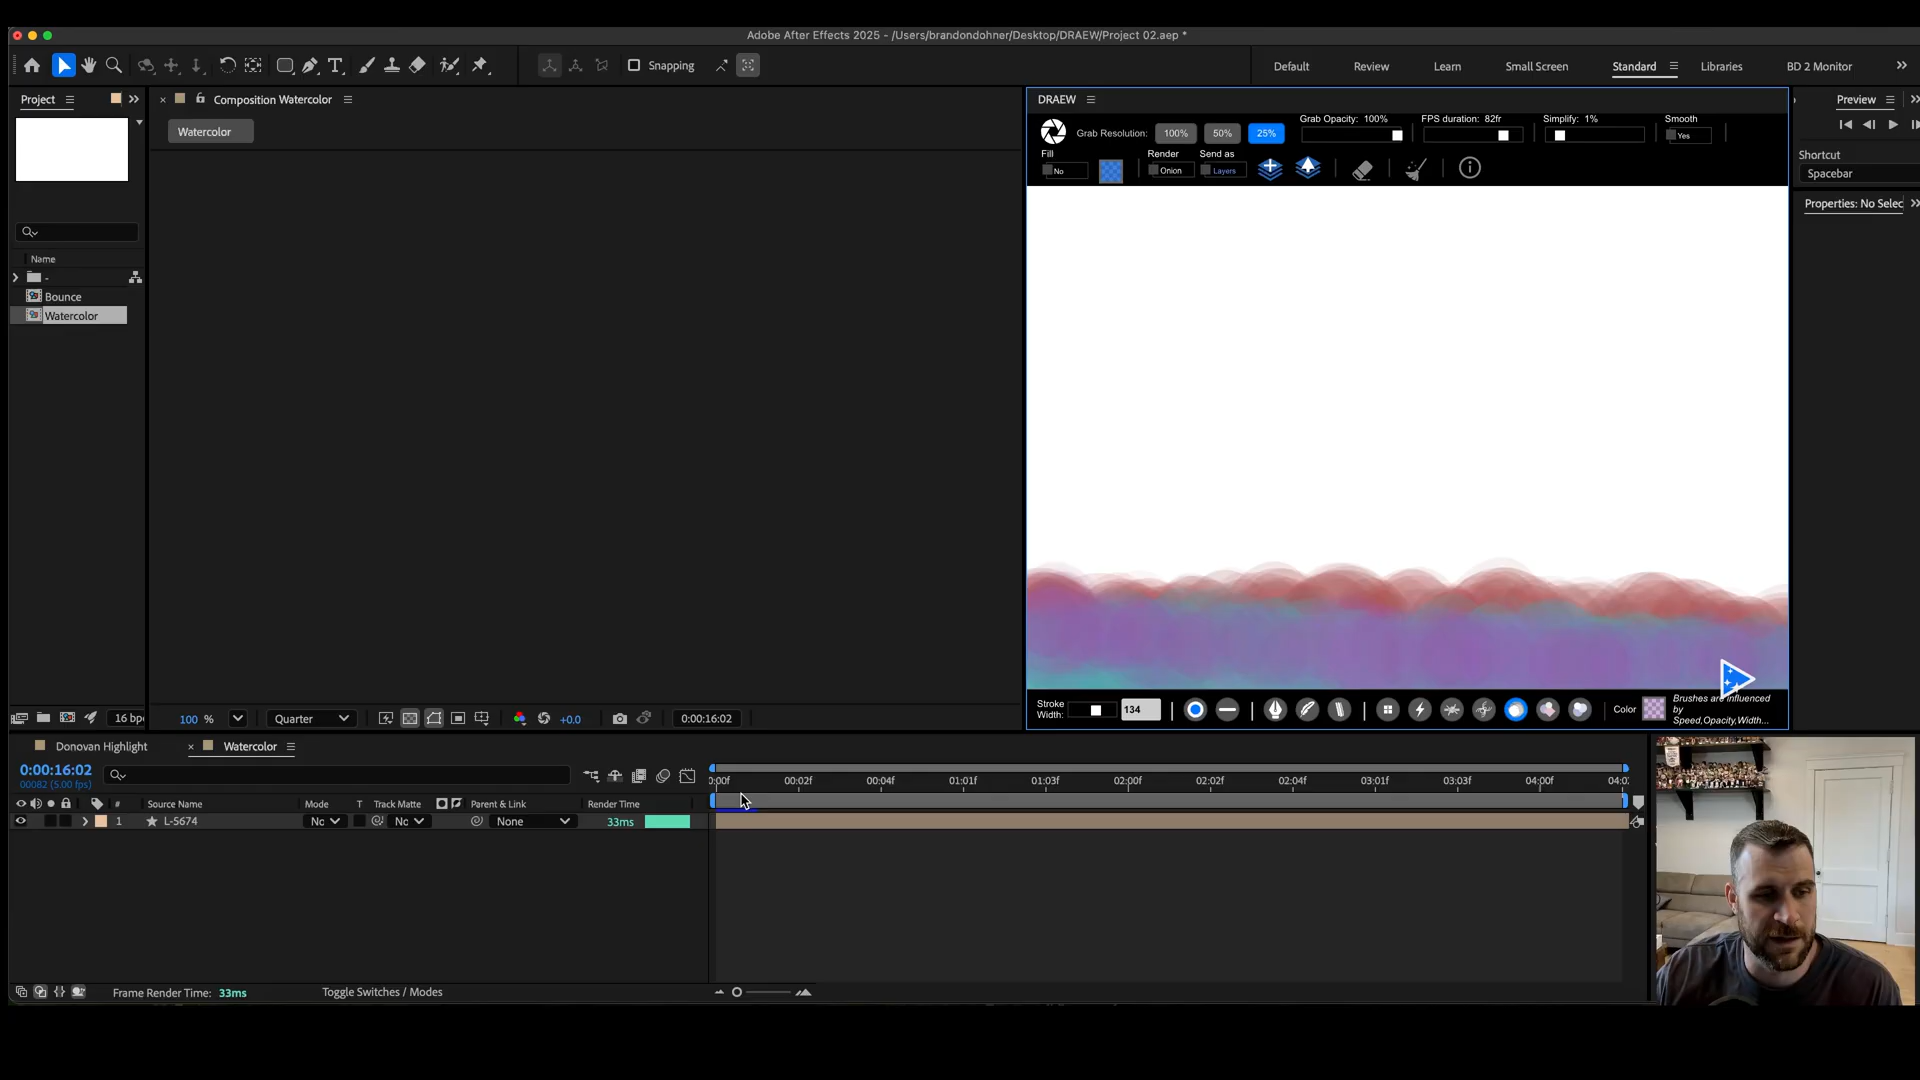 Adobe After Effects 2025 - /Users/brandondohner/Desktop/DRAEW/Project 02.aep *
Snapping
Default
Review
Learn
Small Screen
Standard
Libraries
BD 2 Monitor
Project
Composition Watercolor
DRAEW
Preview
Watercolor
Grab Resolution:
100%
50%
25%
Grab Opacity: 100%
FPS duration: 82fr
Simplify: 1%
Smooth
Yes
Fill
No
Render
Onion
Send as
Layers
Shortcut
Spacebar
Properties: No Selec
Name
-
Bounce
Watercolor
16 bp
100 %
Quarter
+0.0
0:00:16:02
Stroke
Width:
134
Color
Brushes are influenced
by
Speed,Opacity,Width...
Donovan Highlight
Watercolor
0:00:16:02
00082 (5.00 fps)
:00f
00:02f
00:04f
01:01f
01:03f
02:00f
02:02f
02:04f
03:01f
03:03f
04:00f
04:0
#
Source Name
Mode
T
Track Matte
Parent & Link
Render Time
1
L-5674
Nc
Nc
None
33ms
Frame Render Time: 33ms
Toggle Switches / Modes